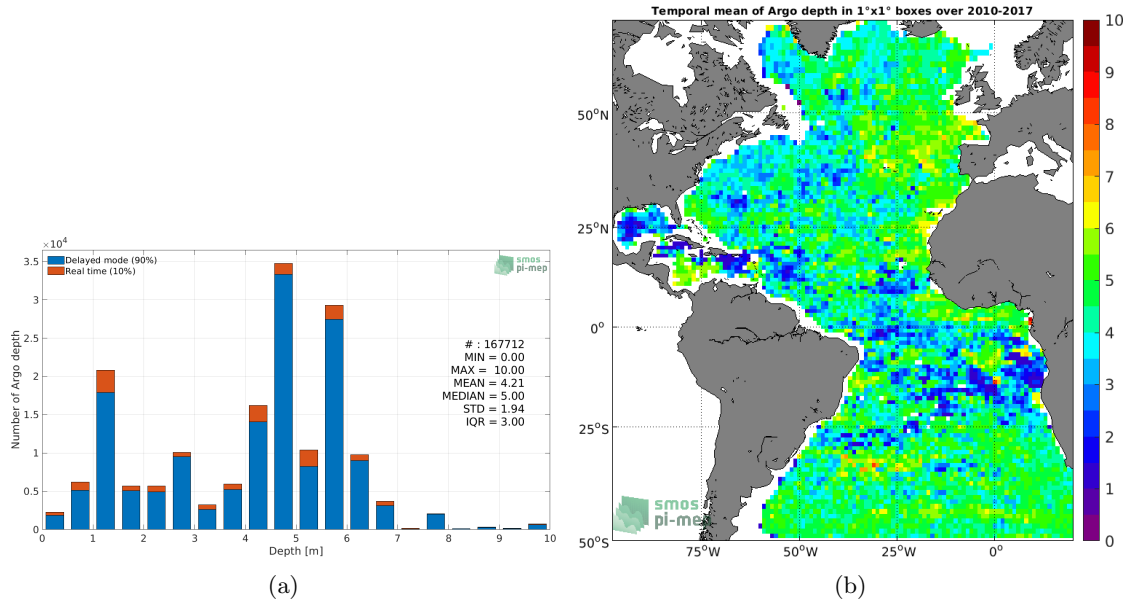 ×10⁴
Delayed mode (90%)
Real time (10%)
smos
pi-mep
Number of Argo depth
3.5
3
2.5
2
1.5
1
0.5
0
# : 167712
MIN = 0.00
MAX = 10.00
MEAN = 4.21
MEDIAN = 5.00
STD = 1.94
IQR = 3.00
0 1 2 3 4 5 6 7 8 9 10
Depth [m]
(a)
Temporal mean of Argo depth in 1°x1° boxes over 2010-2017
50°N
25°N
0°
25°S
50°S
75°W 50°W 25°W 0°
smos
pi-mep
10
9
8
7
6
5
4
3
2
1
0
(b)